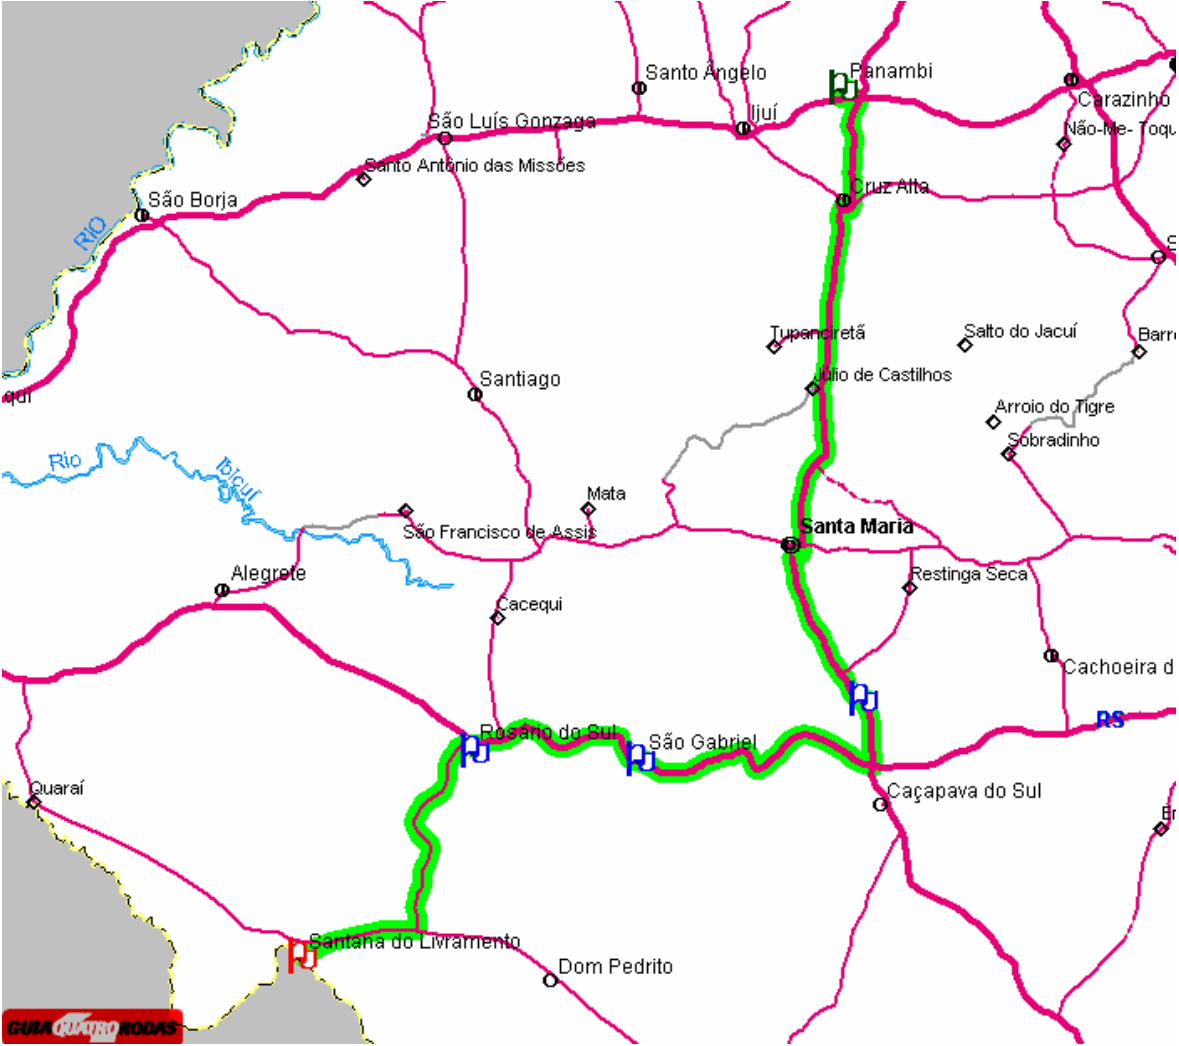 Santo Ângelo
Panambi
Carazinho
São Luís Gonzaga
Ijuí
Não-Me- Toqu
Santo Antônio das Missões
Cruz Alta
São Borja
RIO
S
Tupanciretã
Salto do Jacuí
Barr
Santiago
Júlio de Castilhos
qui
Arroio do Tigre
Sobradinho
Rio
Ibicuí
Mata
São Francisco de Assis
Santa Maria
Alegrete
Restinga Seca
Cacequi
Cachoeira d
RS
Rosário do Sul
São Gabriel
Quaraí
Caçapava do Sul
En
Santana do Livramento
Dom Pedrito
GUIA QUATRO RODAS